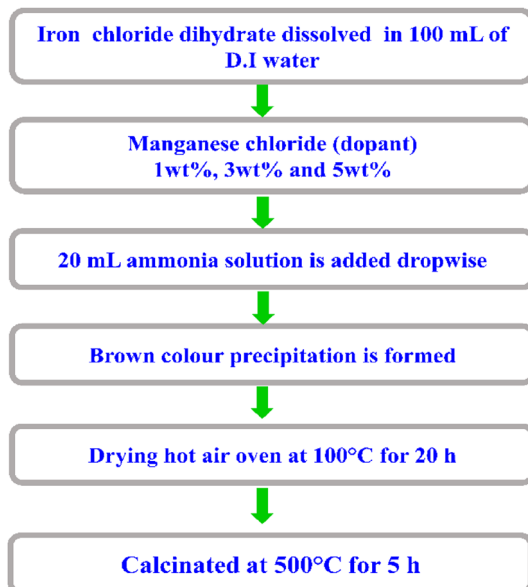 Iron chloride dihydrate dissolved in 100 mL of
D.I water
Manganese chloride (dopant)
1wt%, 3wt% and 5wt%
20 mL ammonia solution is added dropwise
Brown colour precipitation is formed
Drying hot air oven at 100°C for 20 h
Calcinated at 500°C for 5 h